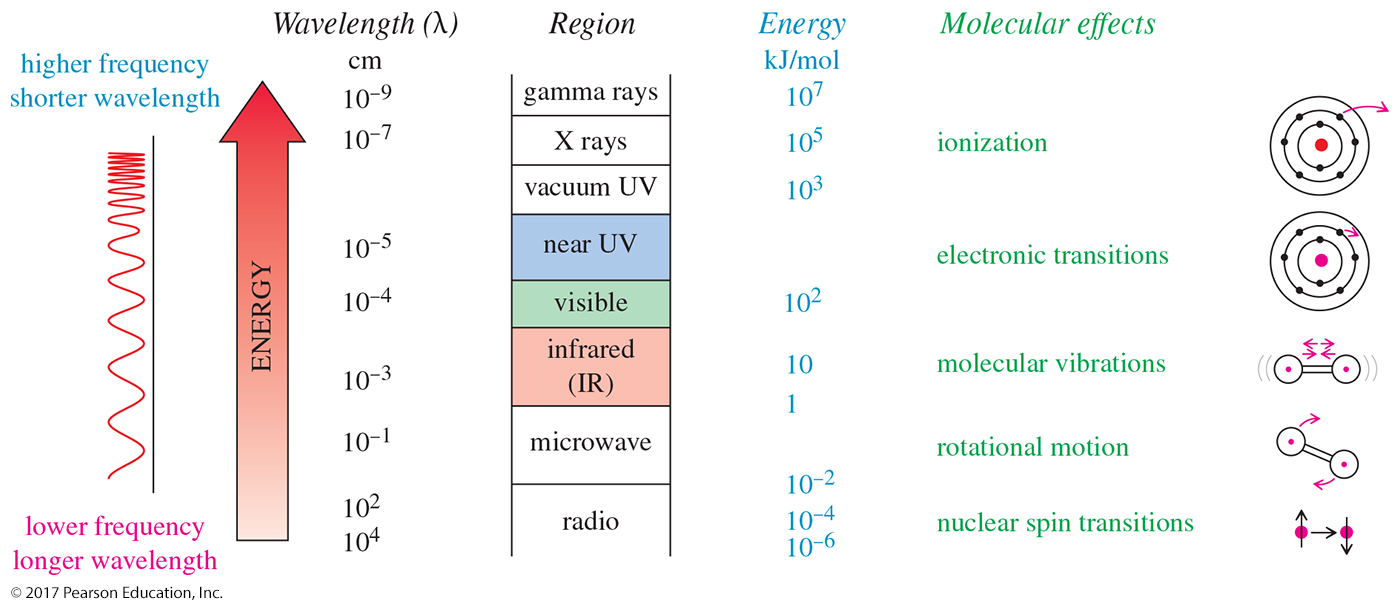 Wavelength (λ) Region Energy Molecular effects
cm kJ/mol
higher frequency
shorter wavelength
10⁻⁹ gamma rays 10⁷
10⁻⁷ X rays 10⁵ ionization
vacuum UV 10³
10⁻⁵ near UV electronic transitions
10⁻⁴ visible 10²
ENERGY
infrared
(IR)
10⁻³ 10 molecular vibrations
1
10⁻¹ microwave rotational motion
10⁻²
10² radio 10⁻⁴ nuclear spin transitions
10⁴ 10⁻⁶
lower frequency
longer wavelength
© 2017 Pearson Education, Inc.